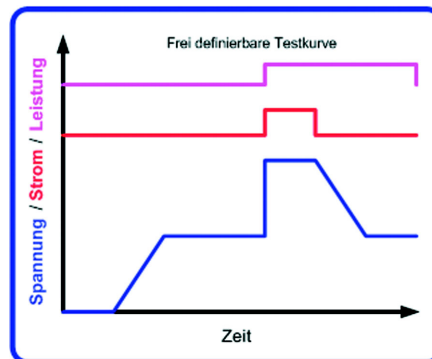 Frei definierbare Testkurve
Spannung / Strom / Leistung
Zeit